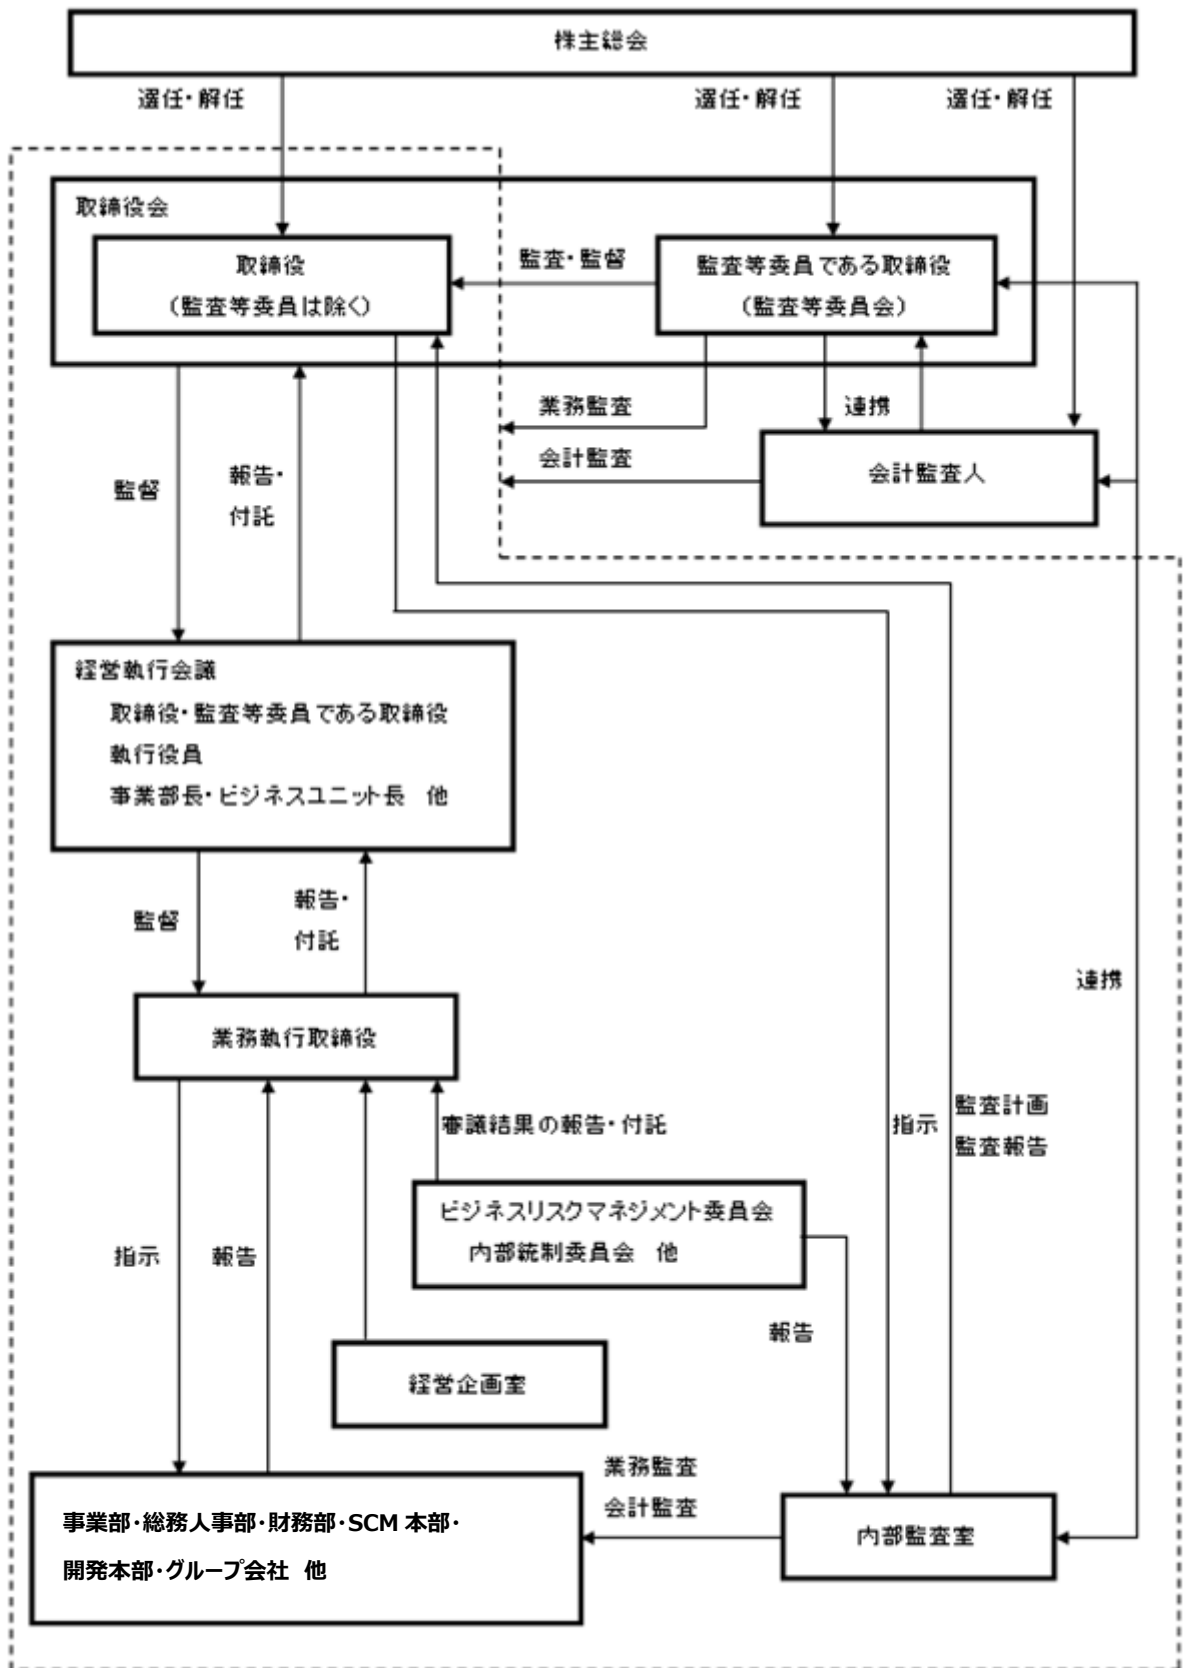 株主総会
選任・解任
選任・解任
選任・解任
取締役会
取締役
（監査等委員は除く）
監査・監督
監査等委員である取締役
（監査等委員会）
業務監査
連携
会計監査
会計監査人
監督
報告・
付託
経営執行会議
取締役・監査等委員である取締役
執行役員
事業部長・ビジネスユニット長　他
監督
報告・
付託
連携
業務執行取締役
審議結果の報告・付託
指示
監査計画
監査報告
ビジネスリスクマネジメント委員会
内部統制委員会　他
指示
報告
報告
経営企画室
業務監査
会計監査
事業部・総務人事部・財務部・SCM 本部・
開発本部・グループ会社　他
内部監査室